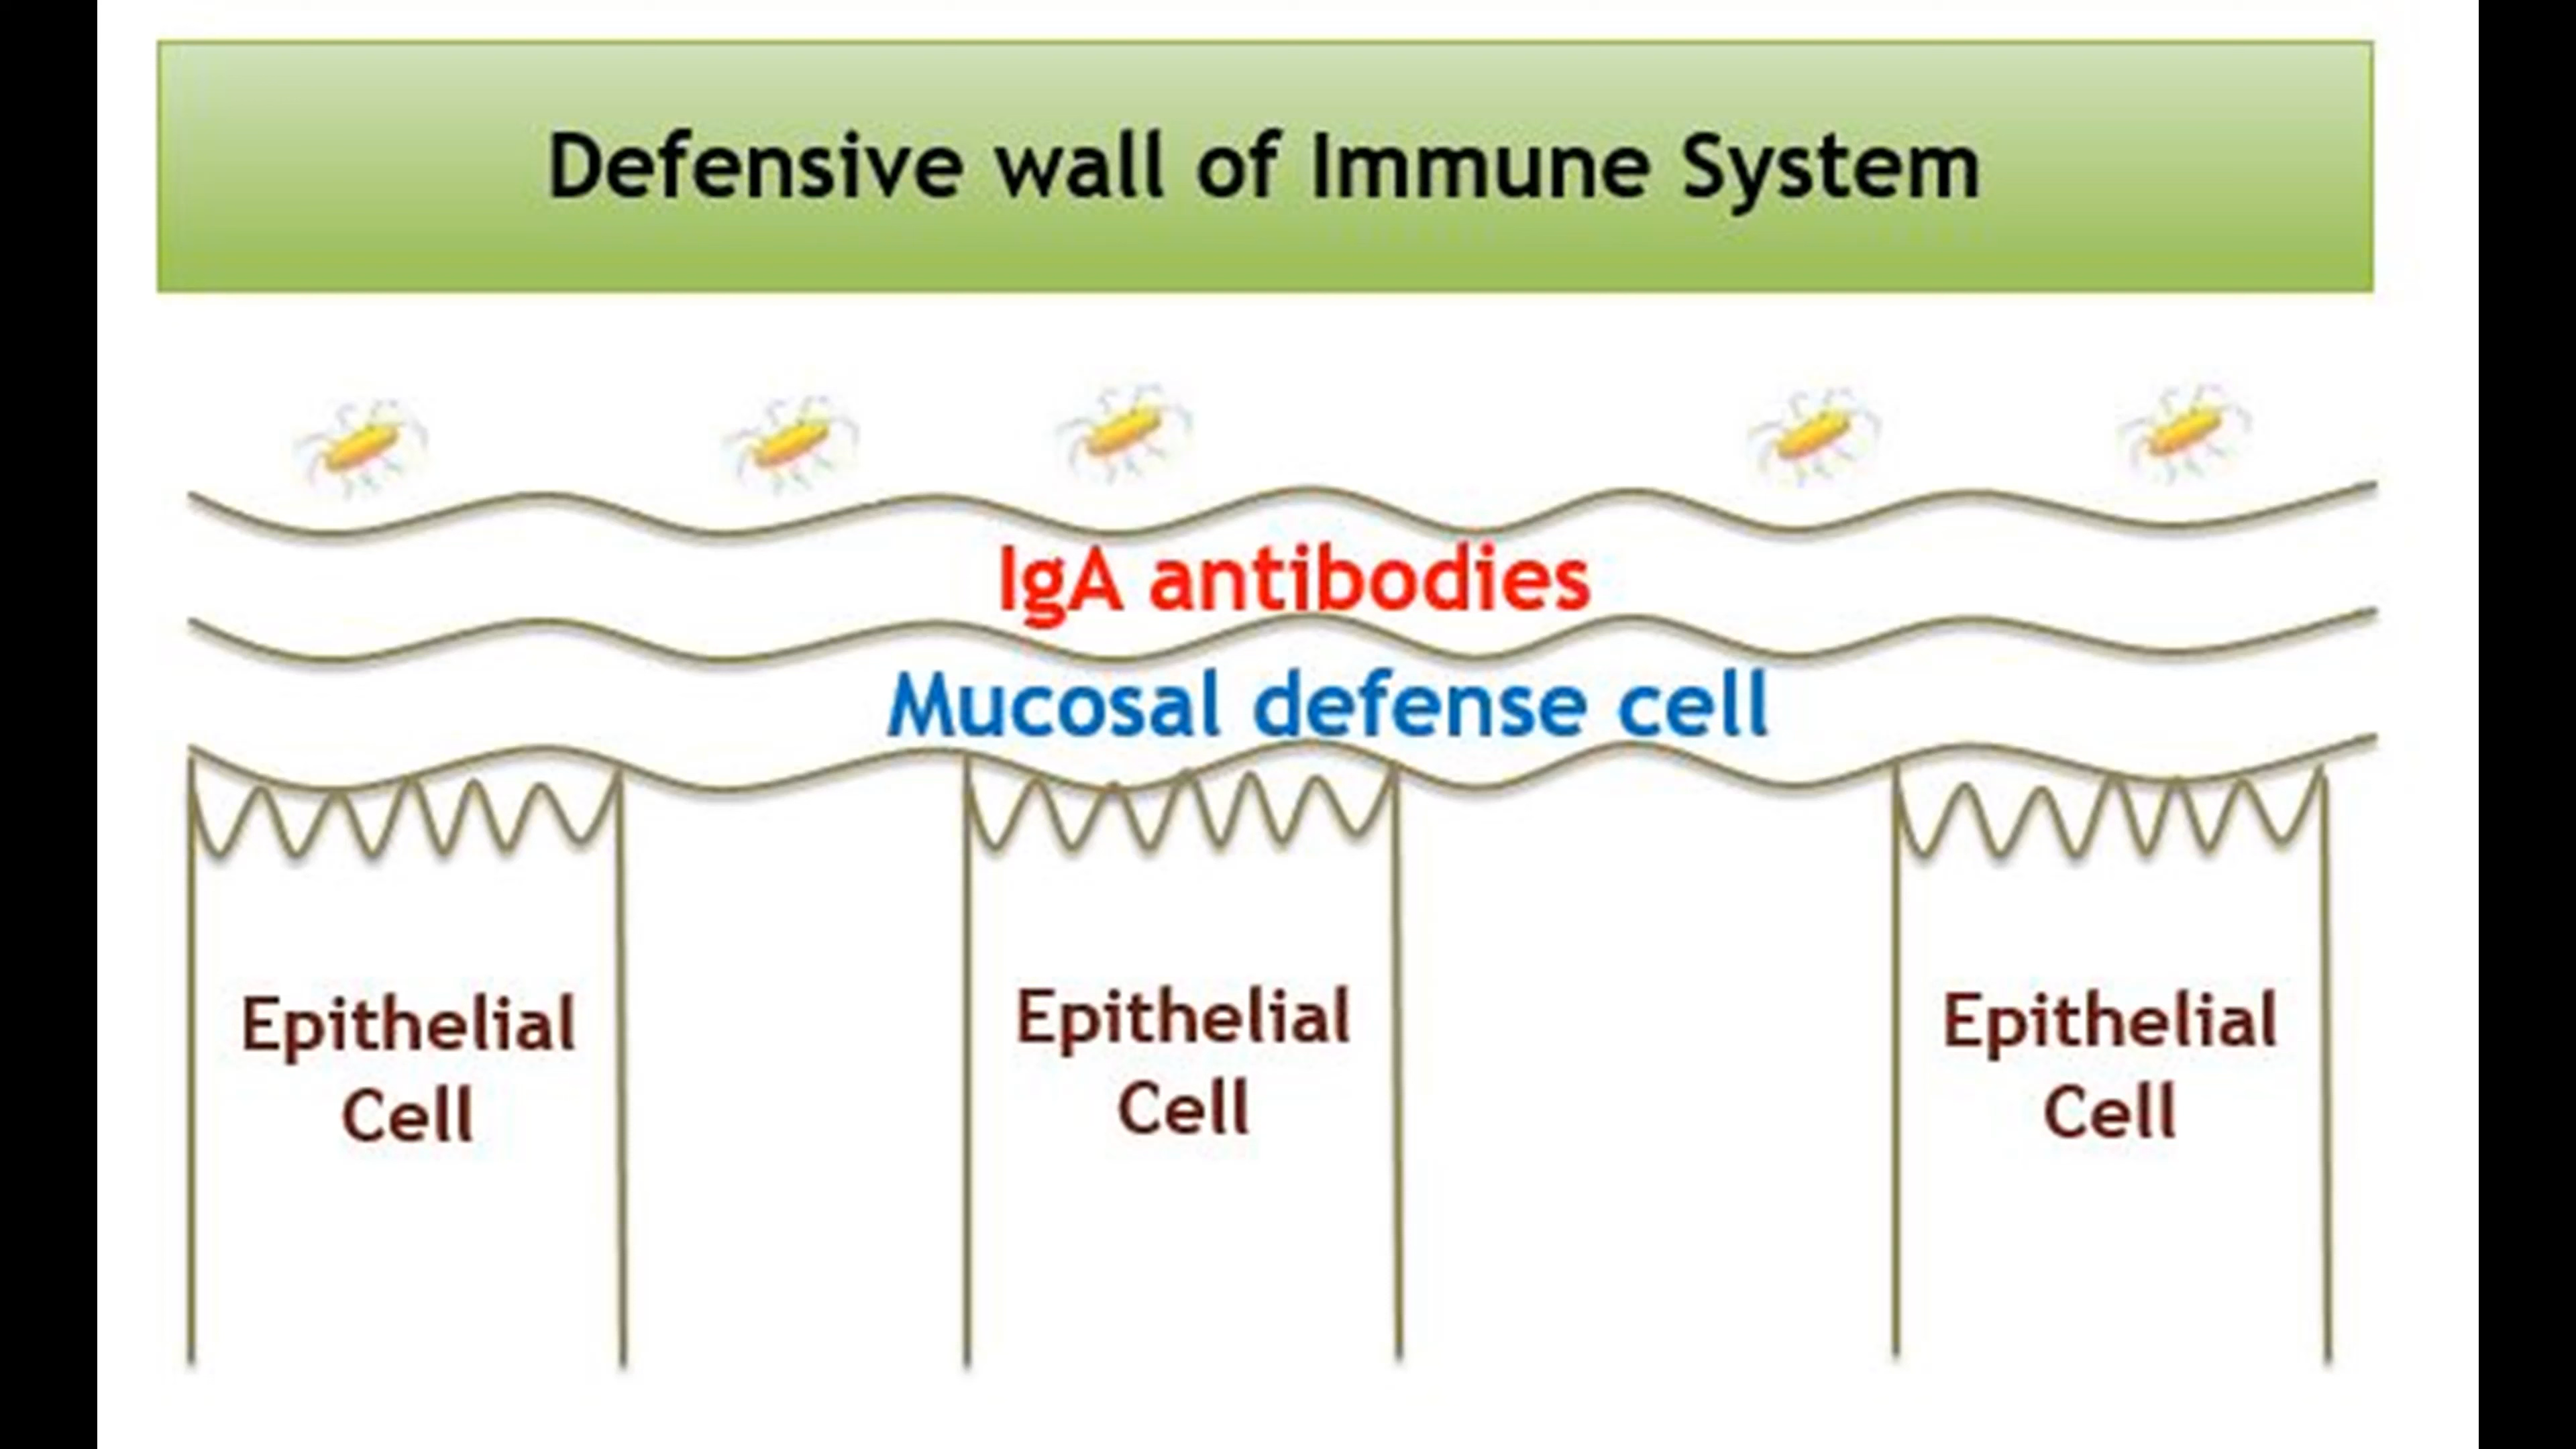 Defensive wall of Immune System
IgA antibodies
Mucosal defense cell
Epithelial
Cell
Epithelial
Cell
Epithelial
Cell